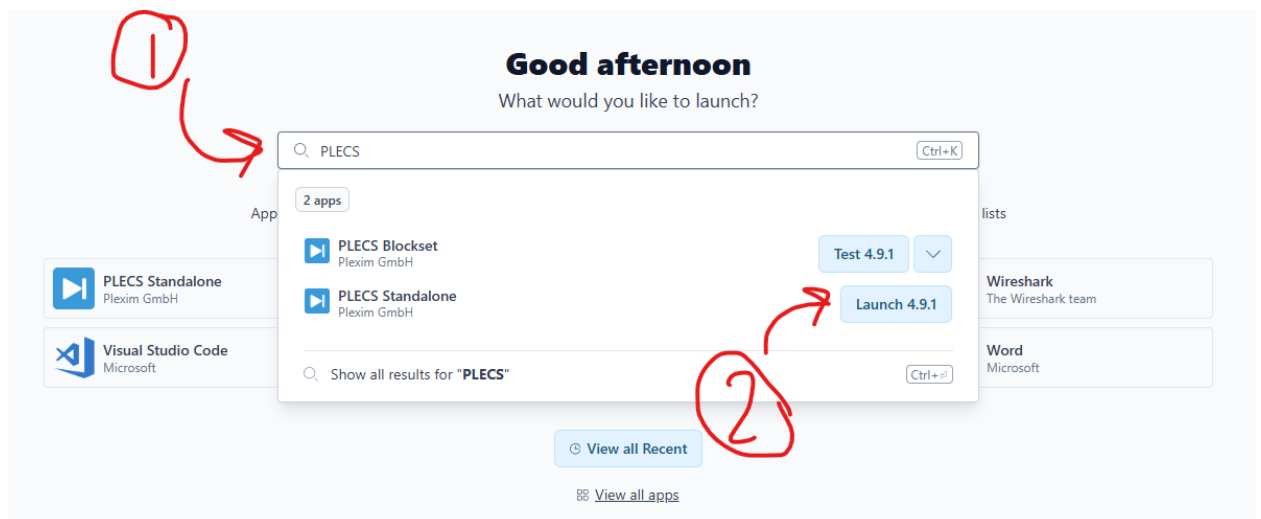 1
Good afternoon
What would you like to launch?
PLECS
Ctrl+K
2 apps
App
lists
PLECS Blockset
Plexim GmbH
Test 4.9.1
PLECS Standalone
Plexim GmbH
Launch 4.9.1
PLECS Standalone
Plexim GmbH
Wireshark
The Wireshark team
Visual Studio Code
Microsoft
Word
Microsoft
Show all results for "PLECS"
Ctrl+⏎
2
View all Recent
View all apps